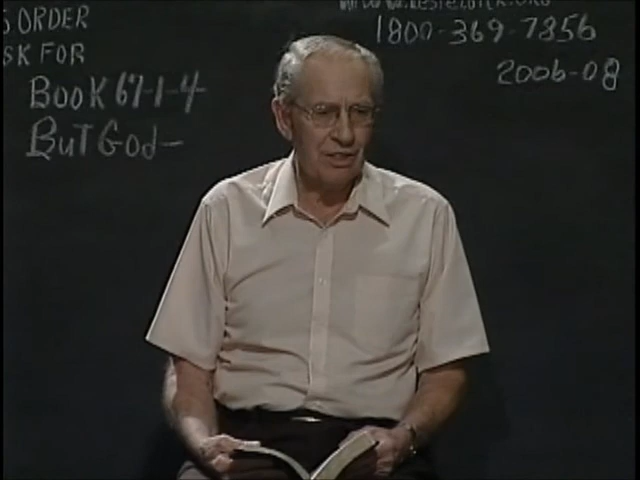 ORDER
SK FOR
BOOK 67-1-4
BUT GOD-
1800-369-7856
2006-08